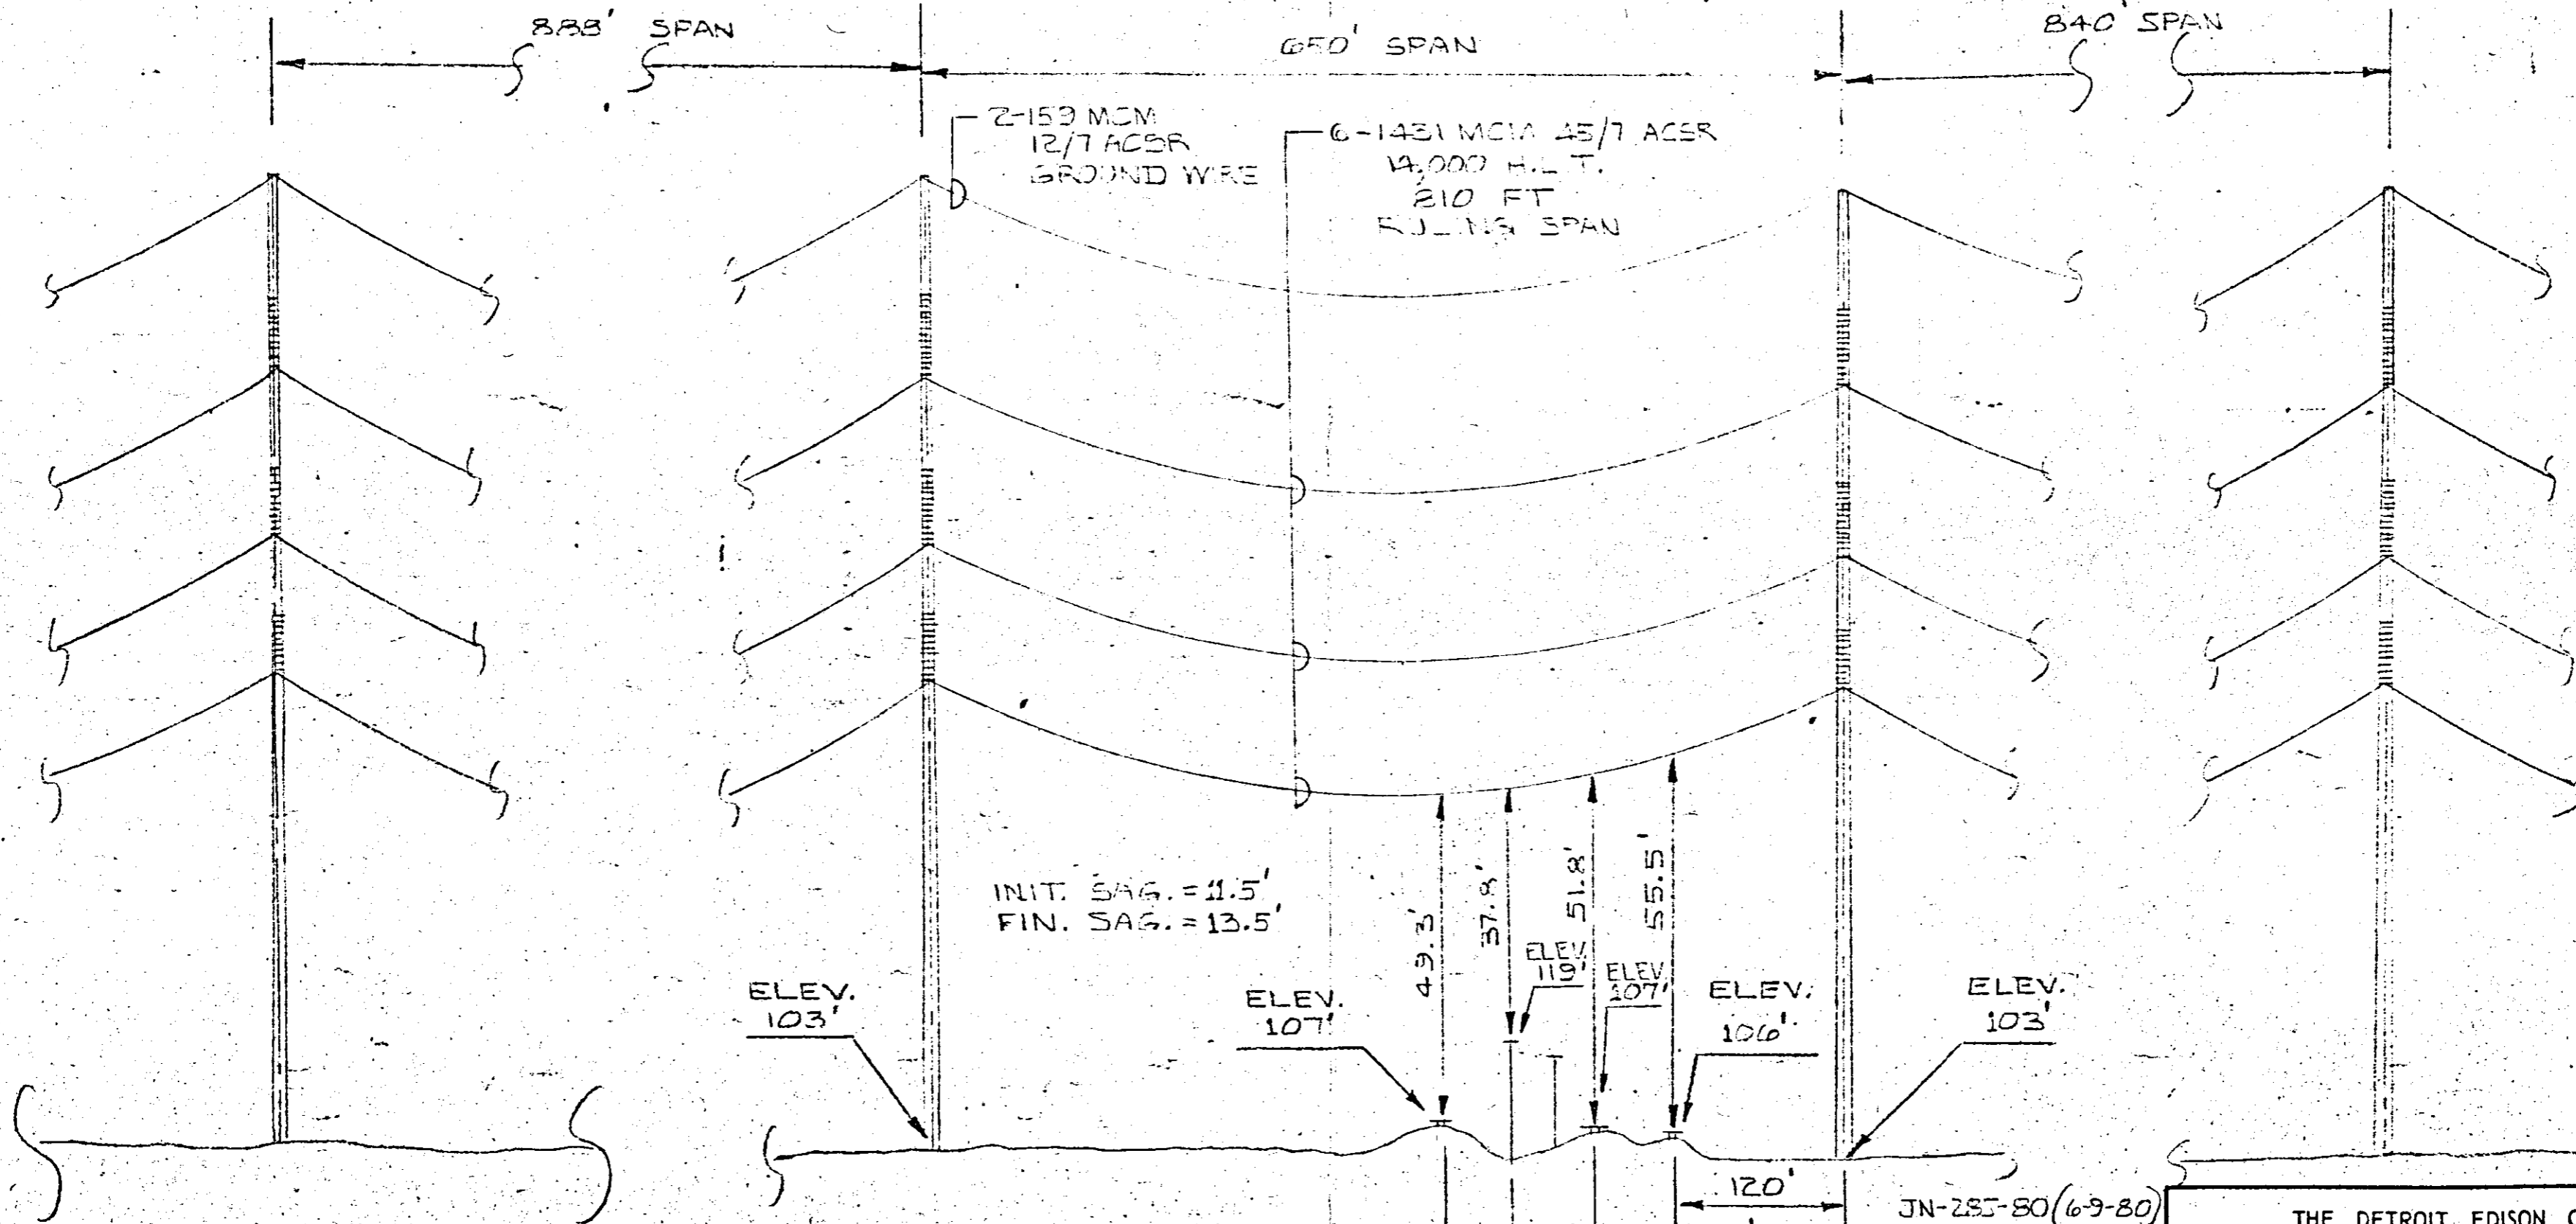 888' SPAN
650' SPAN
840' SPAN
2-159 MCM
12/7 ACSR
GROUND WIRE
6-1431 MCM 45/7 ACSR
14,000 H.L.T.
810 FT
RULING SPAN
INIT. SAG. = 11.5'
FIN. SAG. = 13.5'
49.3'
37.8'
51.8'
55.5'
ELEV.
103'
ELEV.
107'
ELEV.
119'
ELEV.
107'
ELEV.
106'
ELEV.
103'
120'
JN-285-80 (6-9-80)
THE DETROIT EDISON